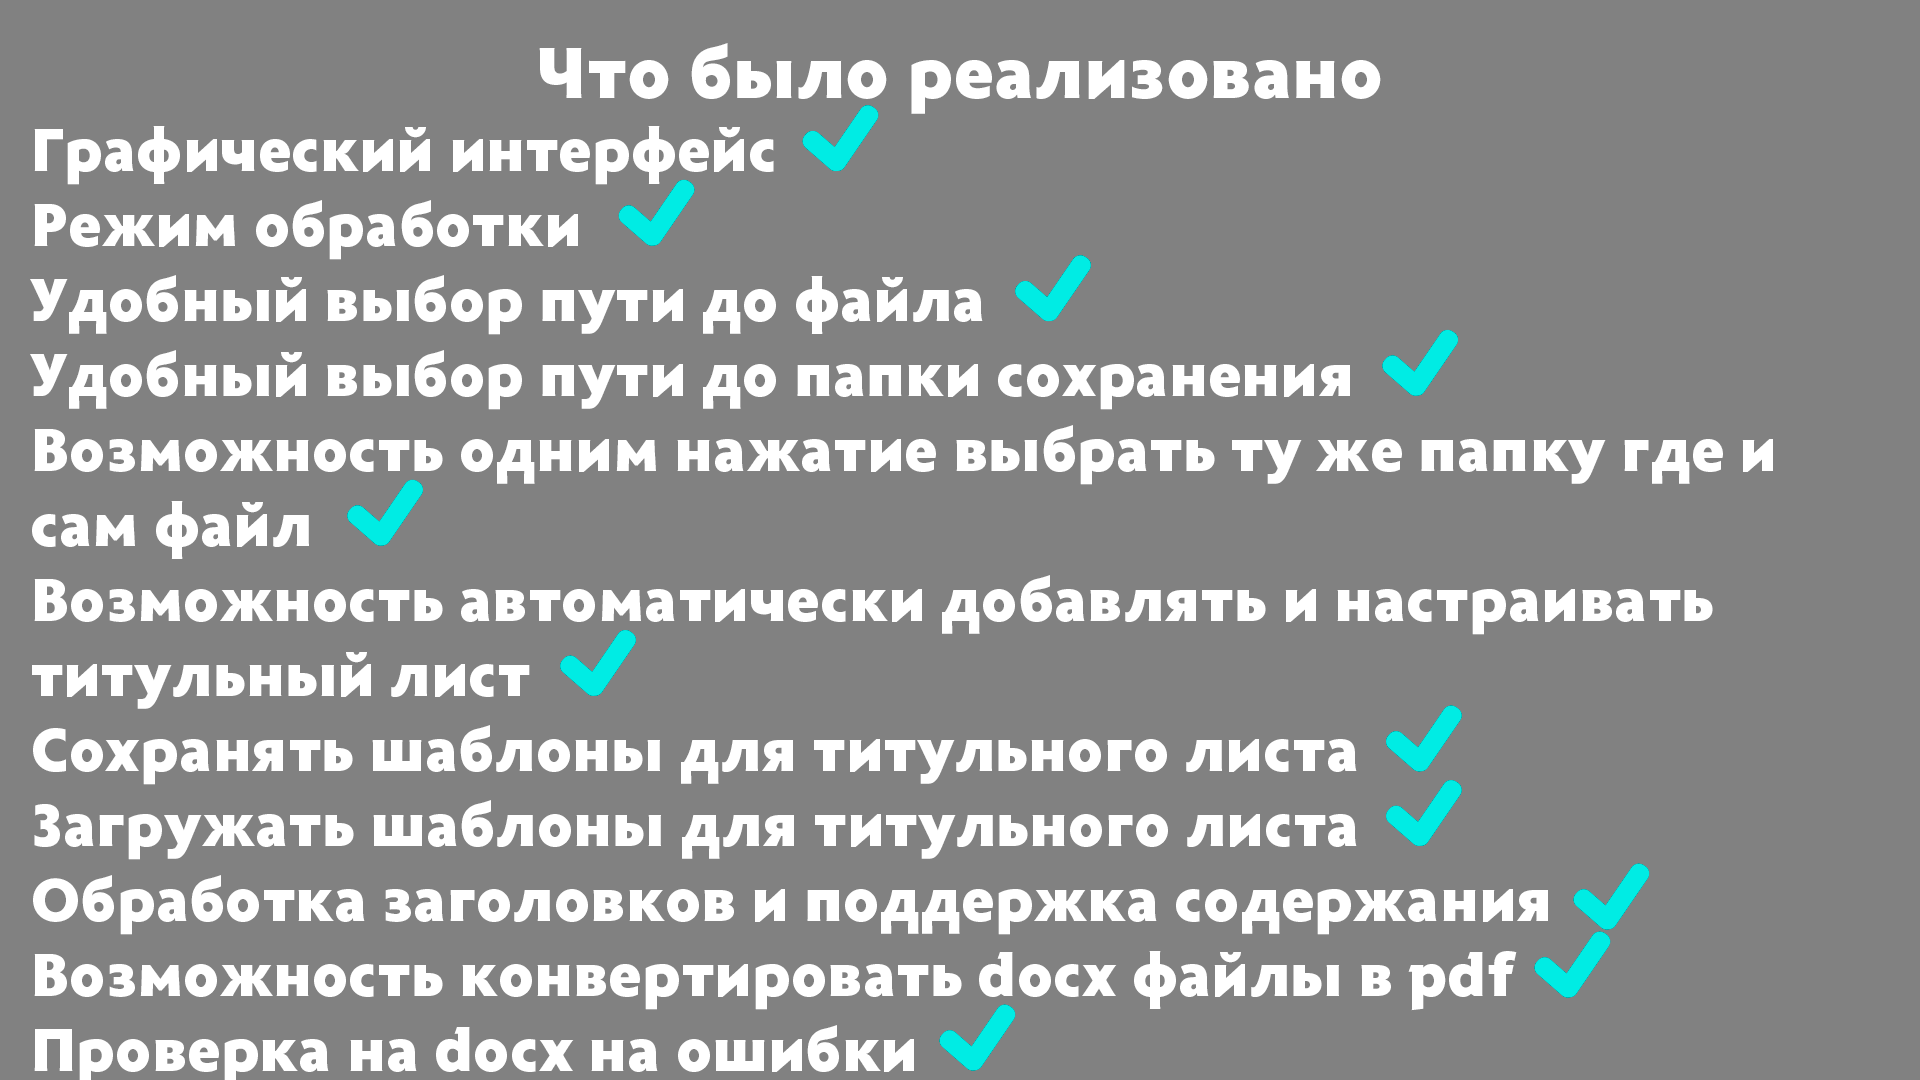 Что было реализовано
Графический интерфейс
Режим обработки
Удобный выбор пути до файла
Удобный выбор пути до папки сохранения
Возможность одним нажатие выбрать ту же папку где и
сам файл
Возможность автоматически добавлять и настраивать
титульный лист
Сохранять шаблоны для титульного листа
Загружать шаблоны для титульного листа
Обработка заголовков и поддержка содержания
Возможность конвертировать docx файлы в pdf
Проверка на docx на ошибки